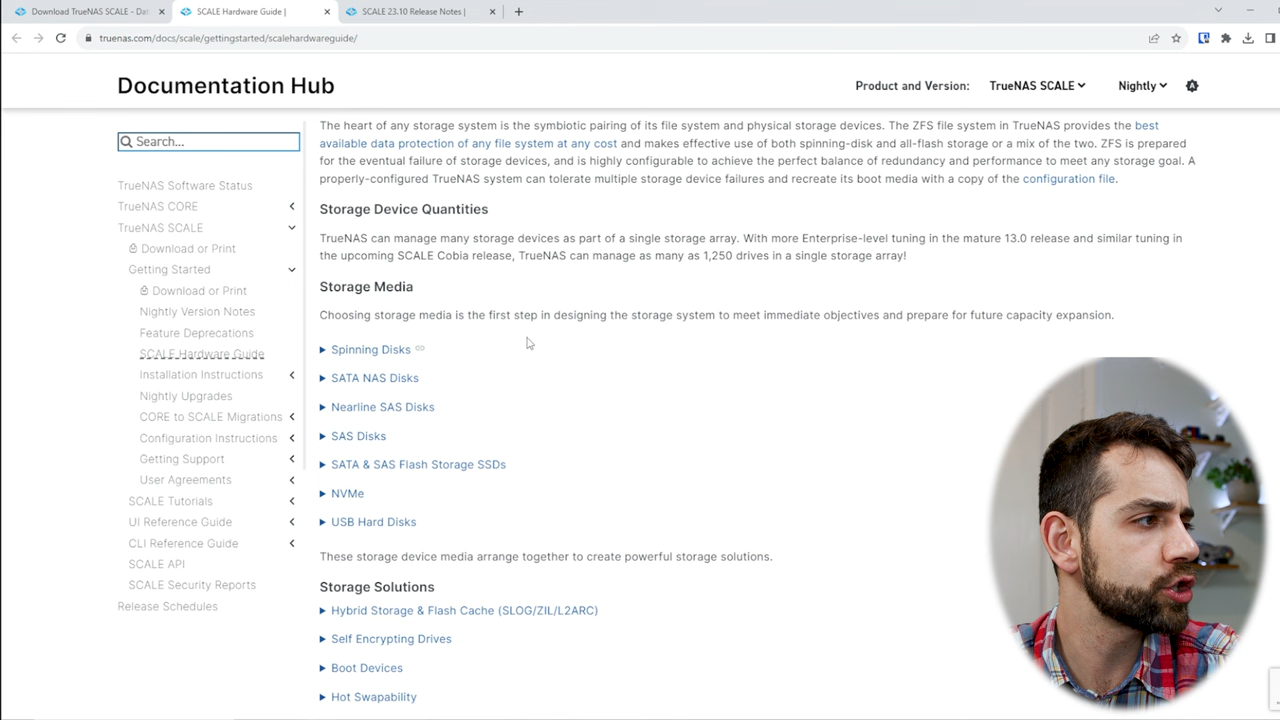 Download TrueNAS SCALE - Dat
SCALE Hardware Guide |
SCALE 23.10 Release Notes |
truenas.com/docs/scale/gettingstarted/scalehardwareguide/
Documentation Hub
Product and Version:
TrueNAS SCALE
Nightly
Search...
TrueNAS Software Status
TrueNAS CORE
TrueNAS SCALE
Download or Print
Getting Started
Download or Print
Nightly Version Notes
Feature Deprecations
SCALE Hardware Guide
Installation Instructions
Nightly Upgrades
CORE to SCALE Migrations
Configuration Instructions
Getting Support
User Agreements
SCALE Tutorials
UI Reference Guide
CLI Reference Guide
SCALE API
SCALE Security Reports
Release Schedules
The heart of any storage system is the symbiotic pairing of its file system and physical storage devices. The ZFS file system in TrueNAS provides the best
available data protection of any file system at any cost and makes effective use of both spinning-disk and all-flash storage or a mix of the two. ZFS is prepared
for the eventual failure of storage devices, and is highly configurable to achieve the perfect balance of redundancy and performance to meet any storage goal. A
properly-configured TrueNAS system can tolerate multiple storage device failures and recreate its boot media with a copy of the configuration file.
Storage Device Quantities
TrueNAS can manage many storage devices as part of a single storage array. With more Enterprise-level tuning in the mature 13.0 release and similar tuning in
the upcoming SCALE Cobia release, TrueNAS can manage as many as 1,250 drives in a single storage array!
Storage Media
Choosing storage media is the first step in designing the storage system to meet immediate objectives and prepare for future capacity expansion.
Spinning Disks
SATA NAS Disks
Nearline SAS Disks
SAS Disks
SATA & SAS Flash Storage SSDs
NVMe
USB Hard Disks
These storage device media arrange together to create powerful storage solutions.
Storage Solutions
Hybrid Storage & Flash Cache (SLOG/ZIL/L2ARC)
Self Encrypting Drives
Boot Devices
Hot Swapability